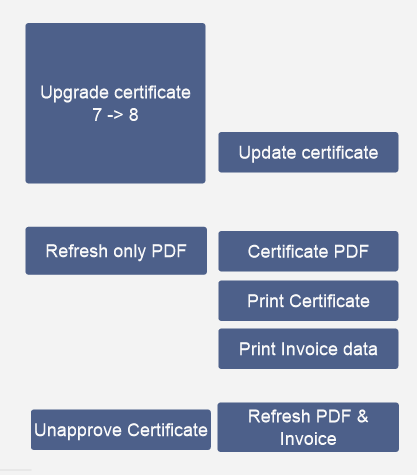 Upgrade certificate
7 -> 8
Update certificate
Refresh only PDF
Certificate PDF
Print Certificate
Print Invoice data
Unapprove Certificate
Refresh PDF &
Invoice